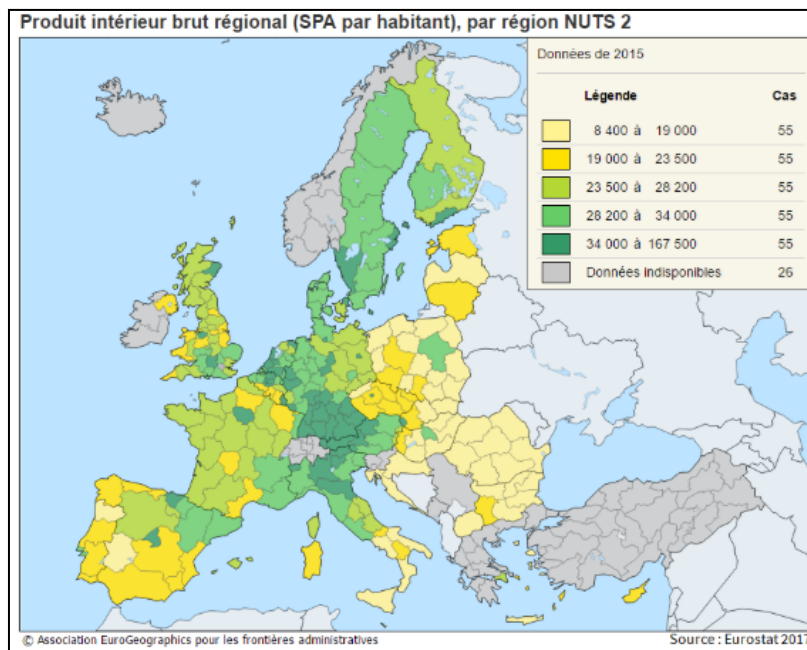 Produit intérieur brut régional (SPA par habitant), par région NUTS 2
Données de 2015
Légende Cas
8 400 à 19 000 55
19 000 à 23 500 55
23 500 à 28 200 55
28 200 à 34 000 55
34 000 à 167 500 55
Données indisponibles 26
© Association EuroGeographics pour les frontières administratives Source : Eurostat 2017